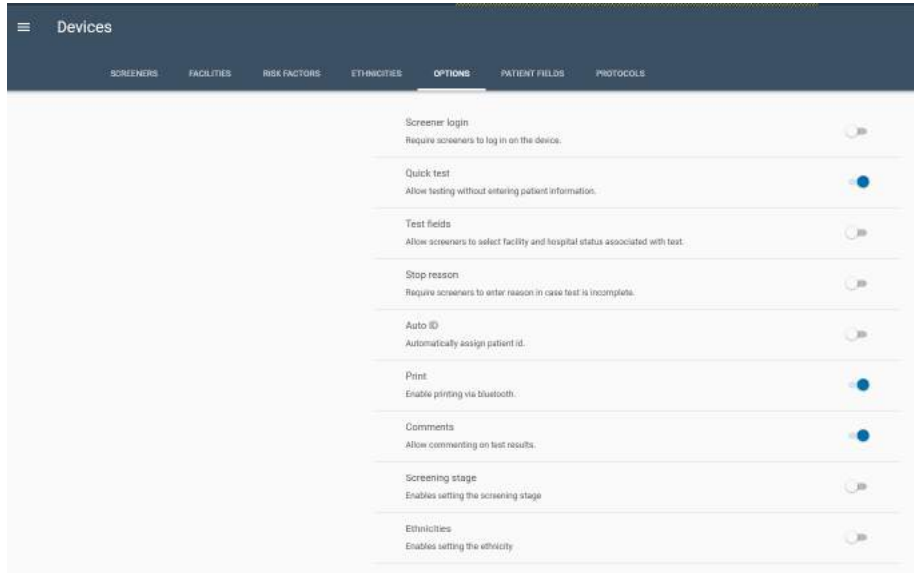 Devices
SCREENERS FACILITIES RISK FACTORS ETHNICITIES OPTIONS PATIENT FIELDS PROTOCOLS
Screener login
Require screeners to log in on the device.
Quick test
Allow testing without entering patient information.
Test fields
Allow screeners to select facility and hospital status associated with test.
Stop reason
Require screeners to enter reason in case test is incomplete.
Auto ID
Automatically assign patient id.
Print
Enable printing via bluetooth.
Comments
Allow commenting on test results.
Screening stage
Enables setting the screening stage
Ethnicities
Enables setting the ethnicity